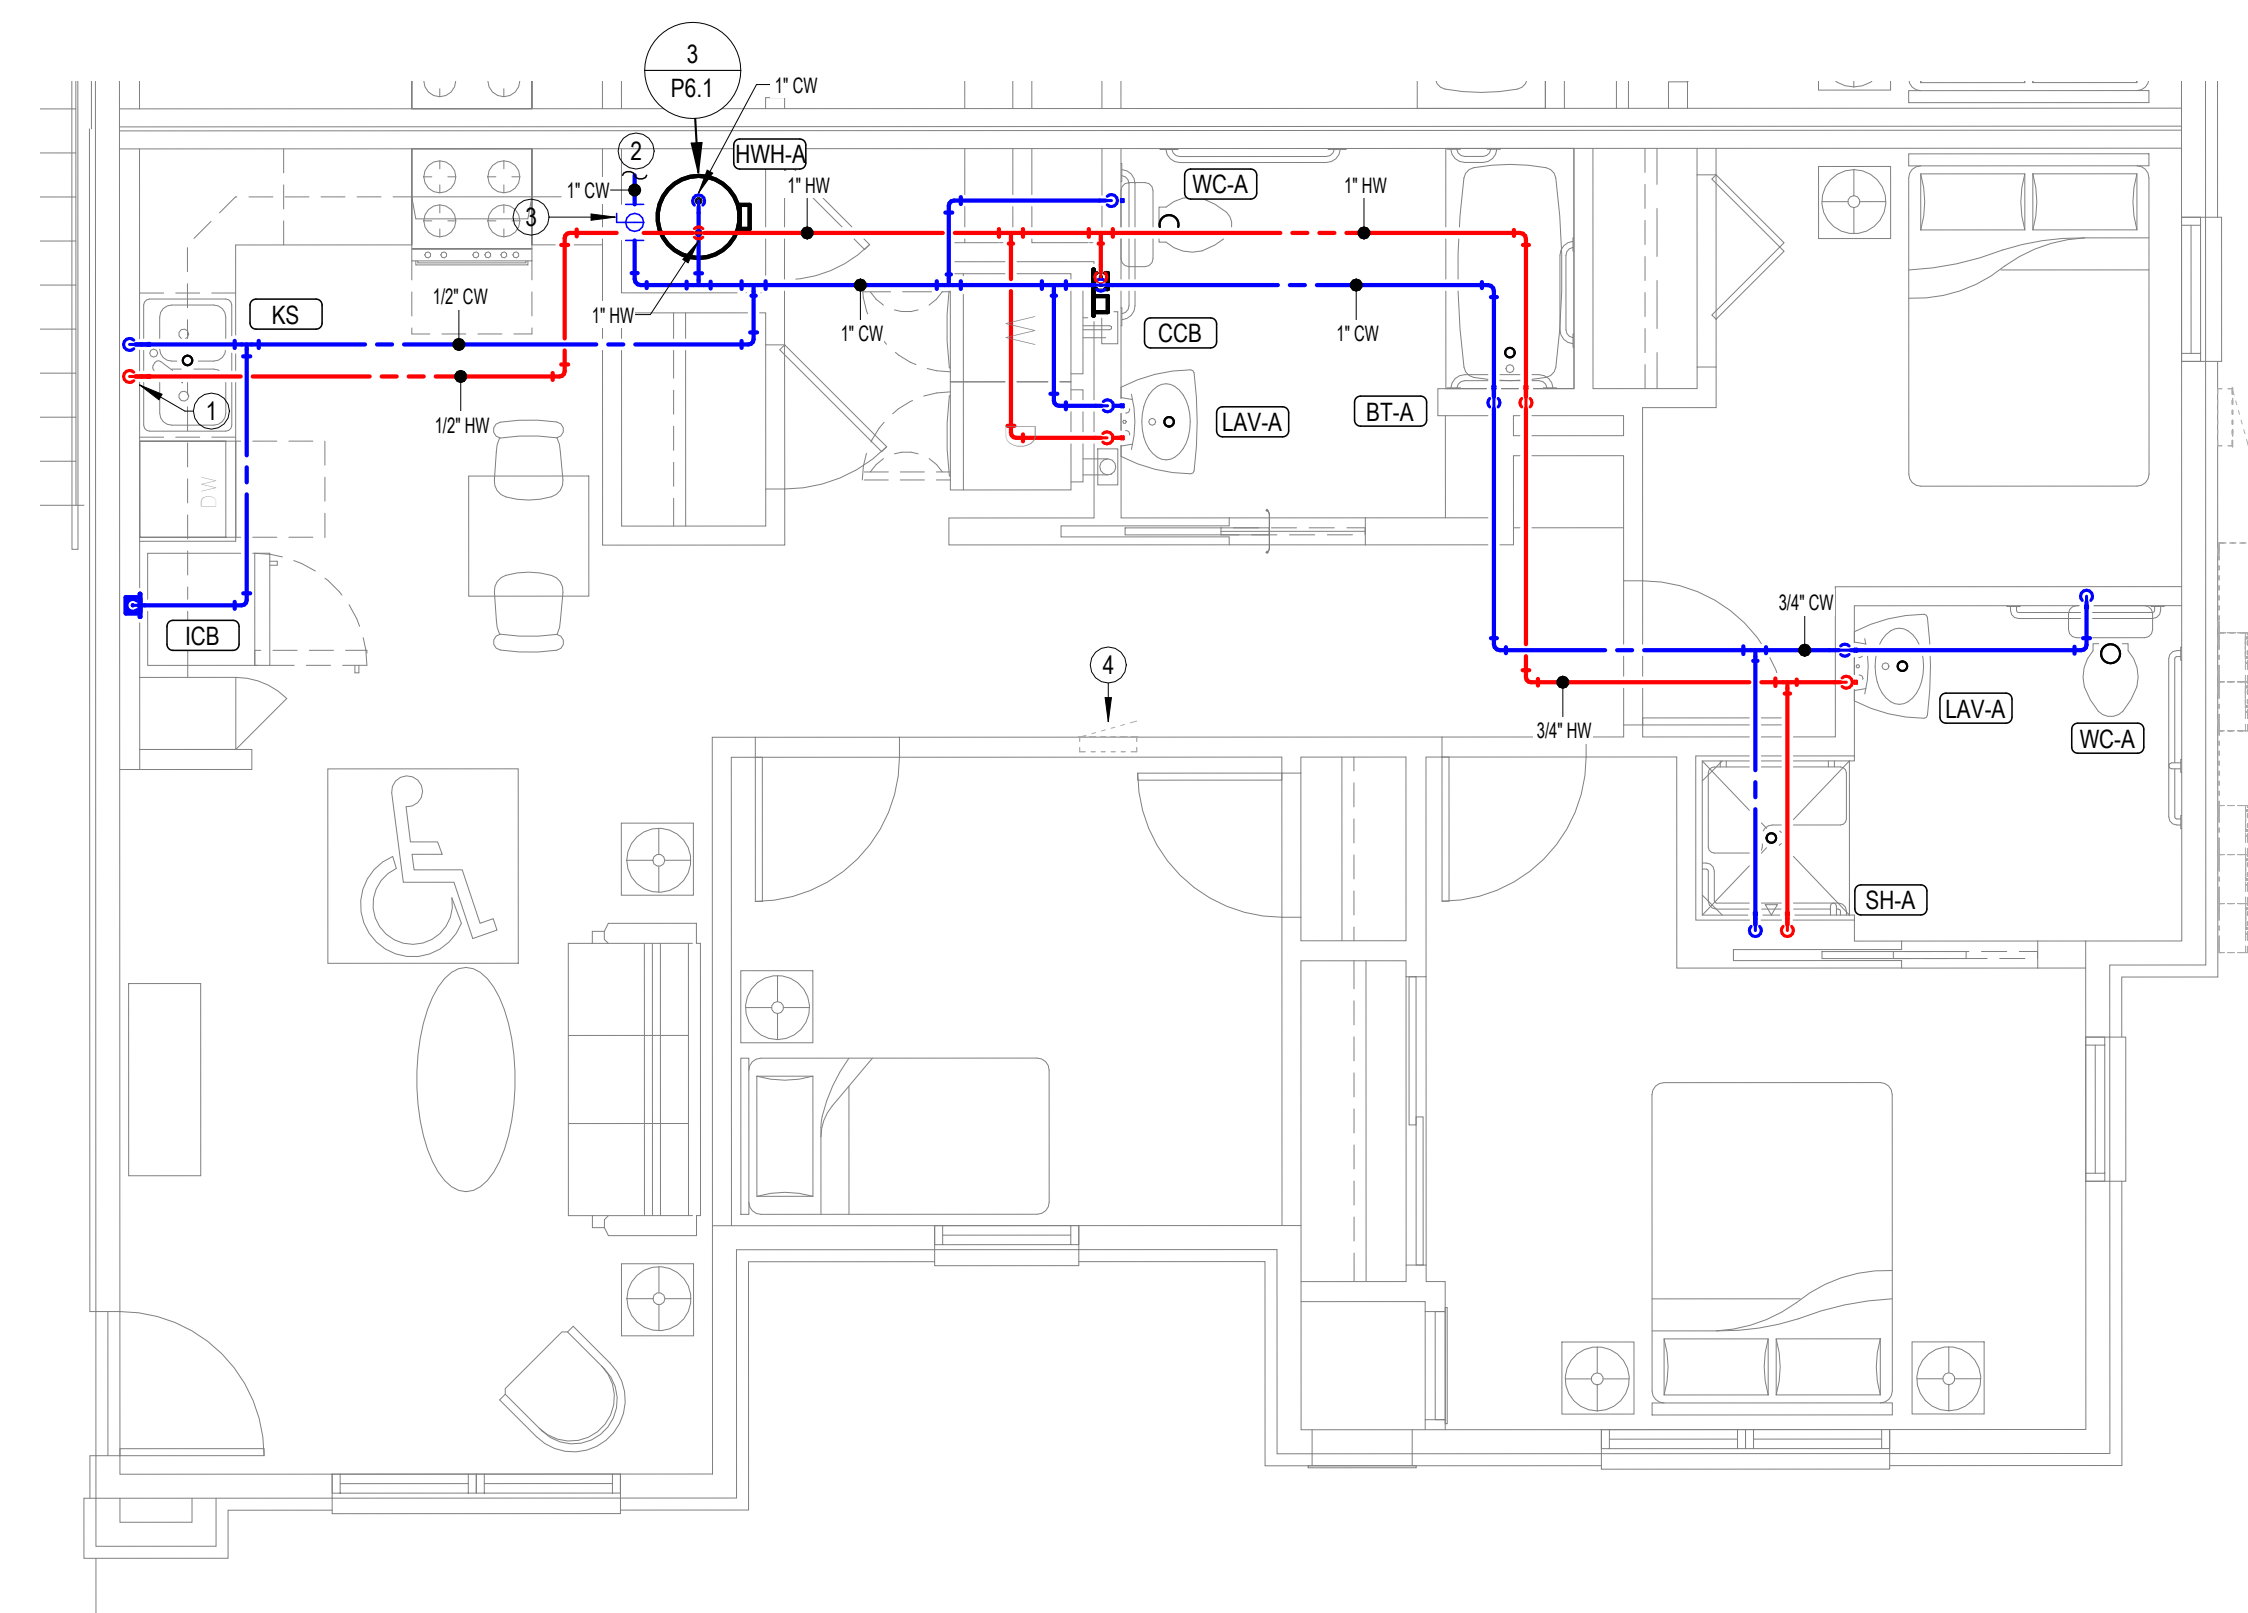 3
P6.1
1" CW
2
HWH-A
1" CW
1" HW
WC-A
1" HW
3
1/2" CW
KS
1" HW
1" CW
W
CCB
1" CW
1
1/2" HW
LAV-A
BT-A
DW
ICB
3/4" CW
4
LAV-A
3/4" HW
WC-A
SH-A